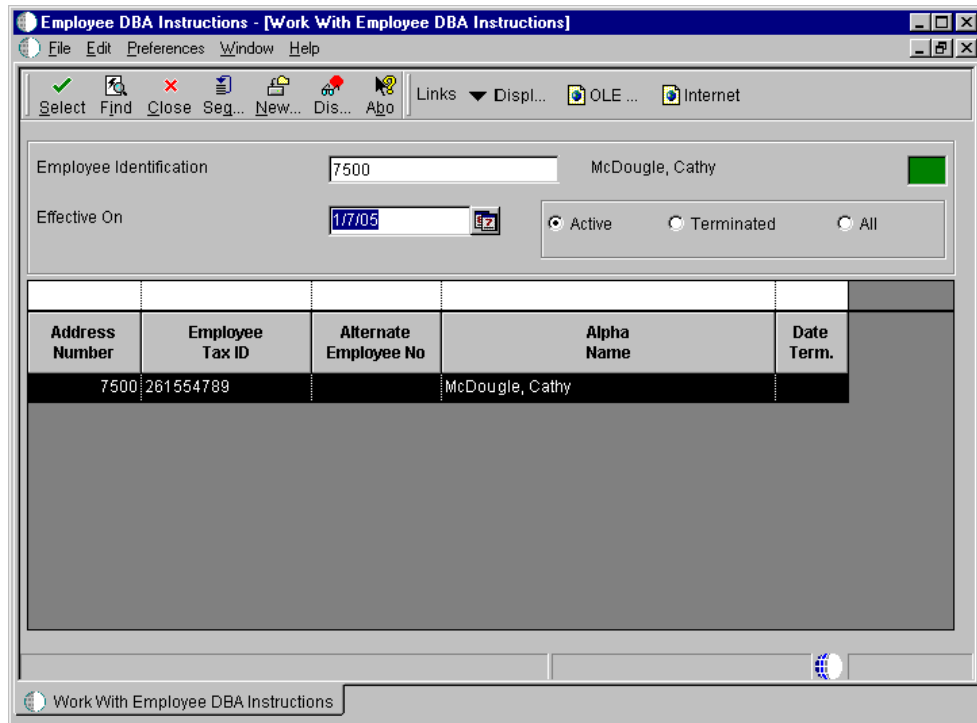 Employee DBA Instructions - [Work With Employee DBA Instructions]
File Edit Preferences Window Help
Select Find Close Seq... New... Dis... Abo Links Displ... OLE ... Internet
Employee Identification 7500 McDougle, Cathy
Effective On 1/7/05 Active Terminated All
Address Number Employee Tax ID Alternate Employee No Alpha Name Date Term.
7500 261554789 McDougle, Cathy
Work With Employee DBA Instructions